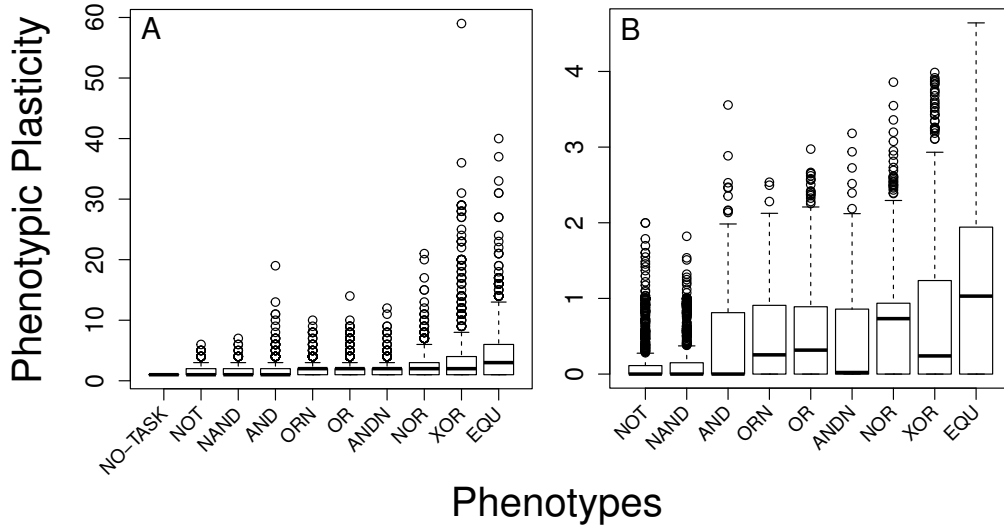 A
B
Phenotypic Plasticity
60
50
40
30
20
10
0
4
3
2
1
0
NO−TASK
NOT
NAND
AND
ORN
OR
ANDN
NOR
XOR
EQU
NOT
NAND
AND
ORN
OR
ANDN
NOR
XOR
EQU
Phenotypes